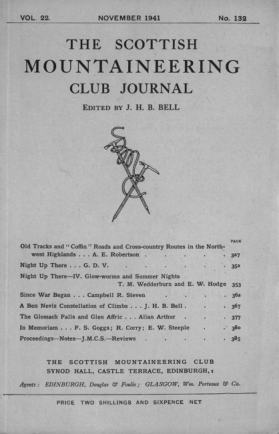 VOL. 22. NOVEMBER 1941 No. 132
THE SCOTTISH
MOUNTAINEERING
CLUB JOURNAL
EDITED BY J. H. B. BELL
PAGE
Old Tracks and "Coffin" Roads and Cross-country Routes in the North-
west Highlands . . . A. E. Robertson . . . . . 327
Night Up There . . . G. D. V. . . . . . 352
Night Up There—IV. Glow-worms and Summer Nights
T. M. Wedderburn and E. W. Hodge 353
Since War Began . . . Campbell R. Steven . . . . 362
A Ben Nevis Constellation of Climbs . . . J. H. B. Bell . . . 367
The Glomach Falls and Glen Affric . . . Allan Arthur . . . 377
In Memoriam . . . F. S. Goggs; R. Corry; E. W. Steeple . . 380
Proceedings—Notes—J.M.C.S.—Reviews . . . . . 385
THE SCOTTISH MOUNTAINEERING CLUB
SYNOD HALL, CASTLE TERRACE, EDINBURGH, 1
Agents: EDINBURGH, Douglas & Foulis; GLASGOW, Wm. Porteous & Co.
PRICE TWO SHILLINGS AND SIXPENCE NET